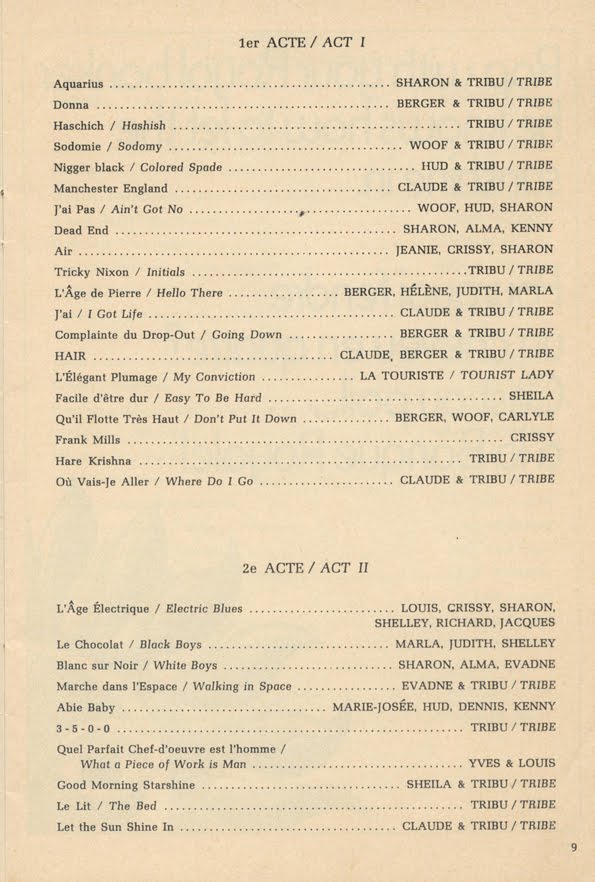 1er ACTE / ACT I
Aquarius ........................................ SHARON & TRIBU / TRIBE
Donna ........................................ BERGER & TRIBU / TRIBE
Haschich / Hashish ........................................ TRIBU / TRIBE
Sodomie / Sodomy ........................................ WOOF & TRIBU / TRIBE
Nigger black / Colored Spade ........................... HUD & TRIBU / TRIBE
Manchester England ............................... CLAUDE & TRIBU / TRIBE
J'ai Pas / Ain't Got No ................................ WOOF, HUD, SHARON
Dead End ........................................ SHARON, ALMA, KENNY
Air ............................................ JEANIE, CRISSY, SHARON
Tricky Nixon / Initials ........................................ TRIBU / TRIBE
L'Âge de Pierre / Hello There ................ BERGER, HÉLÈNE, JUDITH, MARLA
J'ai / I Got Life ................................... CLAUDE & TRIBU / TRIBE
Complainte du Drop-Out / Going Down ............... BERGER & TRIBU / TRIBE
HAIR .................................. CLAUDE, BERGER & TRIBU / TRIBE
L'Élégant Plumage / My Conviction ............. LA TOURISTE / TOURIST LADY
Facile d'être dur / Easy To Be Hard .................................. SHEILA
Qu'il Flotte Très Haut / Don't Put It Down ............. BERGER, WOOF, CARLYLE
Frank Mills .................................................... CRISSY
Hare Krishna .............................................. TRIBU / TRIBE
Où Vais-Je Aller / Where Do I Go ..................... CLAUDE & TRIBU / TRIBE
2e ACTE / ACT II
L'Âge Électrique / Electric Blues ........................ LOUIS, CRISSY, SHARON,
SHELLEY, RICHARD, JACQUES
Le Chocolat / Black Boys .............................. MARLA, JUDITH, SHELLEY
Blanc sur Noir / White Boys ........................... SHARON, ALMA, EVADNE
Marche dans l'Espace / Walking in Space ............... EVADNE & TRIBU / TRIBE
Abie Baby .................................. MARIE-JOSÉE, HUD, DENNIS, KENNY
3 - 5 - 0 - 0 .................................................. TRIBU / TRIBE
Quel Parfait Chef-d'oeuvre est l'homme /
What a Piece of Work is Man .................................. YVES & LOUIS
Good Morning Starshine ............................... SHEILA & TRIBU / TRIBE
Le Lit / The Bed ............................................... TRIBU / TRIBE
Let the Sun Shine In .................................. CLAUDE & TRIBU / TRIBE
9